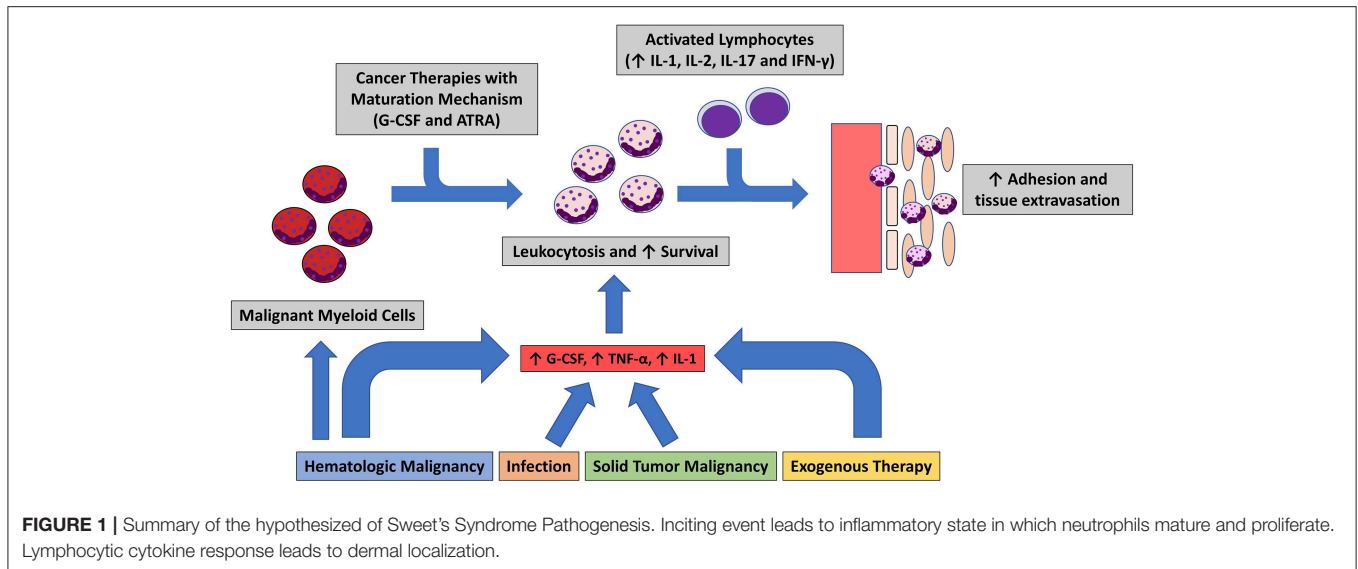 Activated Lymphocytes
(↑ IL-1, IL-2, IL-17 and IFN-γ)
Cancer Therapies with
Maturation Mechanism
(G-CSF and ATRA)
↑ Adhesion and
tissue extravasation
Leukocytosis and ↑ Survival
Malignant Myeloid Cells
↑ G-CSF, ↑ TNF-α, ↑ IL-1
Hematologic Malignancy
Infection
Solid Tumor Malignancy
Exogenous Therapy
FIGURE 1 | Summary of the hypothesized of Sweet's Syndrome Pathogenesis. Inciting event leads to inflammatory state in which neutrophils mature and proliferate.
Lymphocytic cytokine response leads to dermal localization.